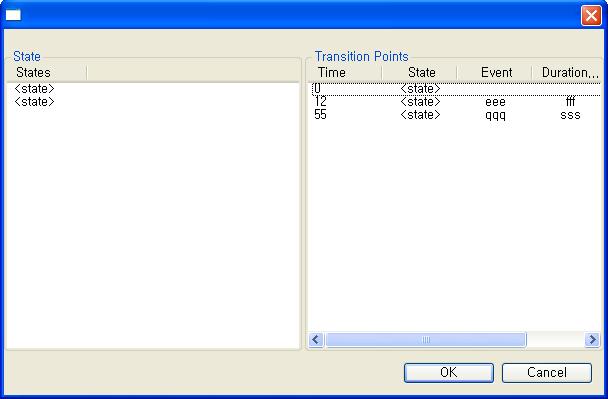 State
States
<state>
<state>
Transition Points
Time State Event Duration...
0 <state>
12 <state> eee fff
55 <state> qqq sss
OK Cancel